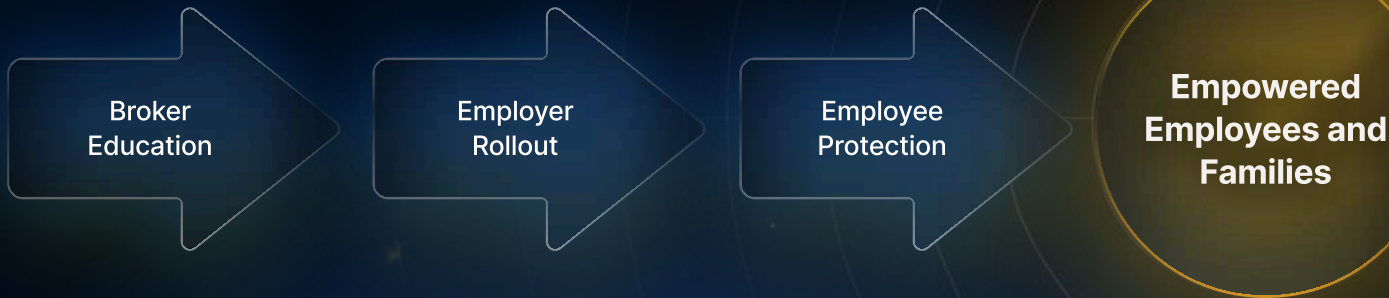 Broker
Education
Employer
Rollout
Employee
Protection
Empowered
Employees and
Families